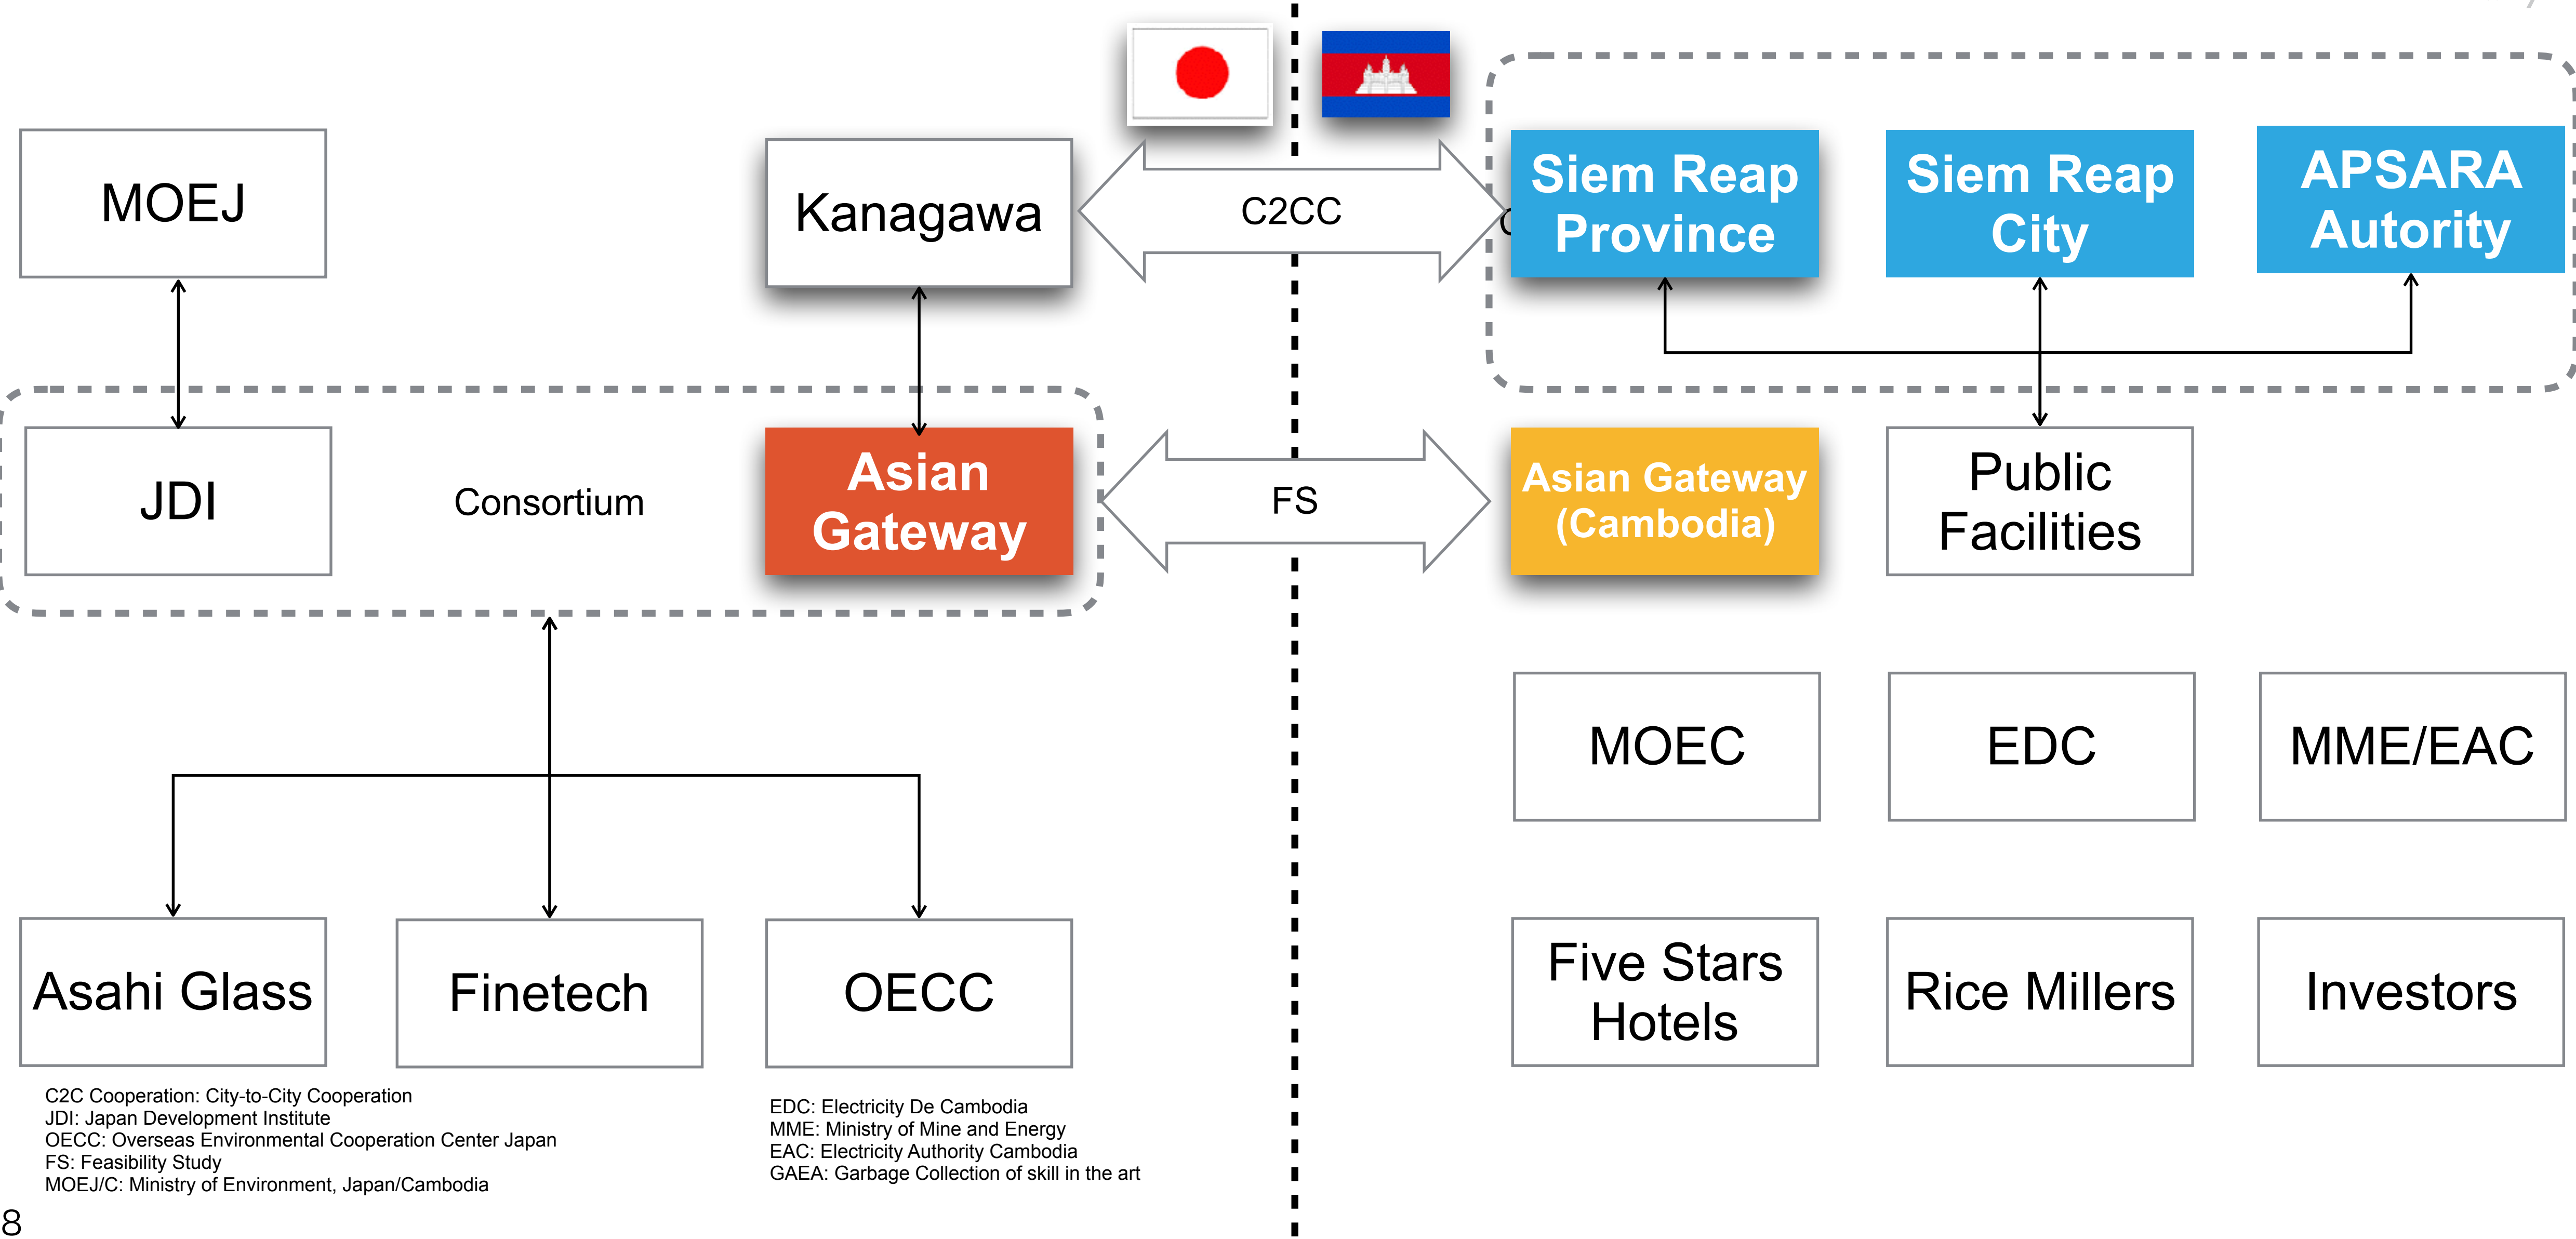 MOEJ
Kanagawa
C2CC
Siem Reap
Province
Siem Reap
City
APSARA
Autority
JDI
Consortium
Asian
Gateway
FS
Asian Gateway
(Cambodia)
Public
Facilities
MOEC
EDC
MME/EAC
Asahi Glass
Finetech
OECC
Five Stars
Hotels
Rice Millers
Investors
C2C Cooperation: City-to-City Cooperation
JDI: Japan Development Institute
OECC: Overseas Environmental Cooperation Center Japan
FS: Feasibility Study
MOEJ/C: Ministry of Environment, Japan/Cambodia
EDC: Electricity De Cambodia
MME: Ministry of Mine and Energy
EAC: Electricity Authority Cambodia
GAEA: Garbage Collection of skill in the art
8